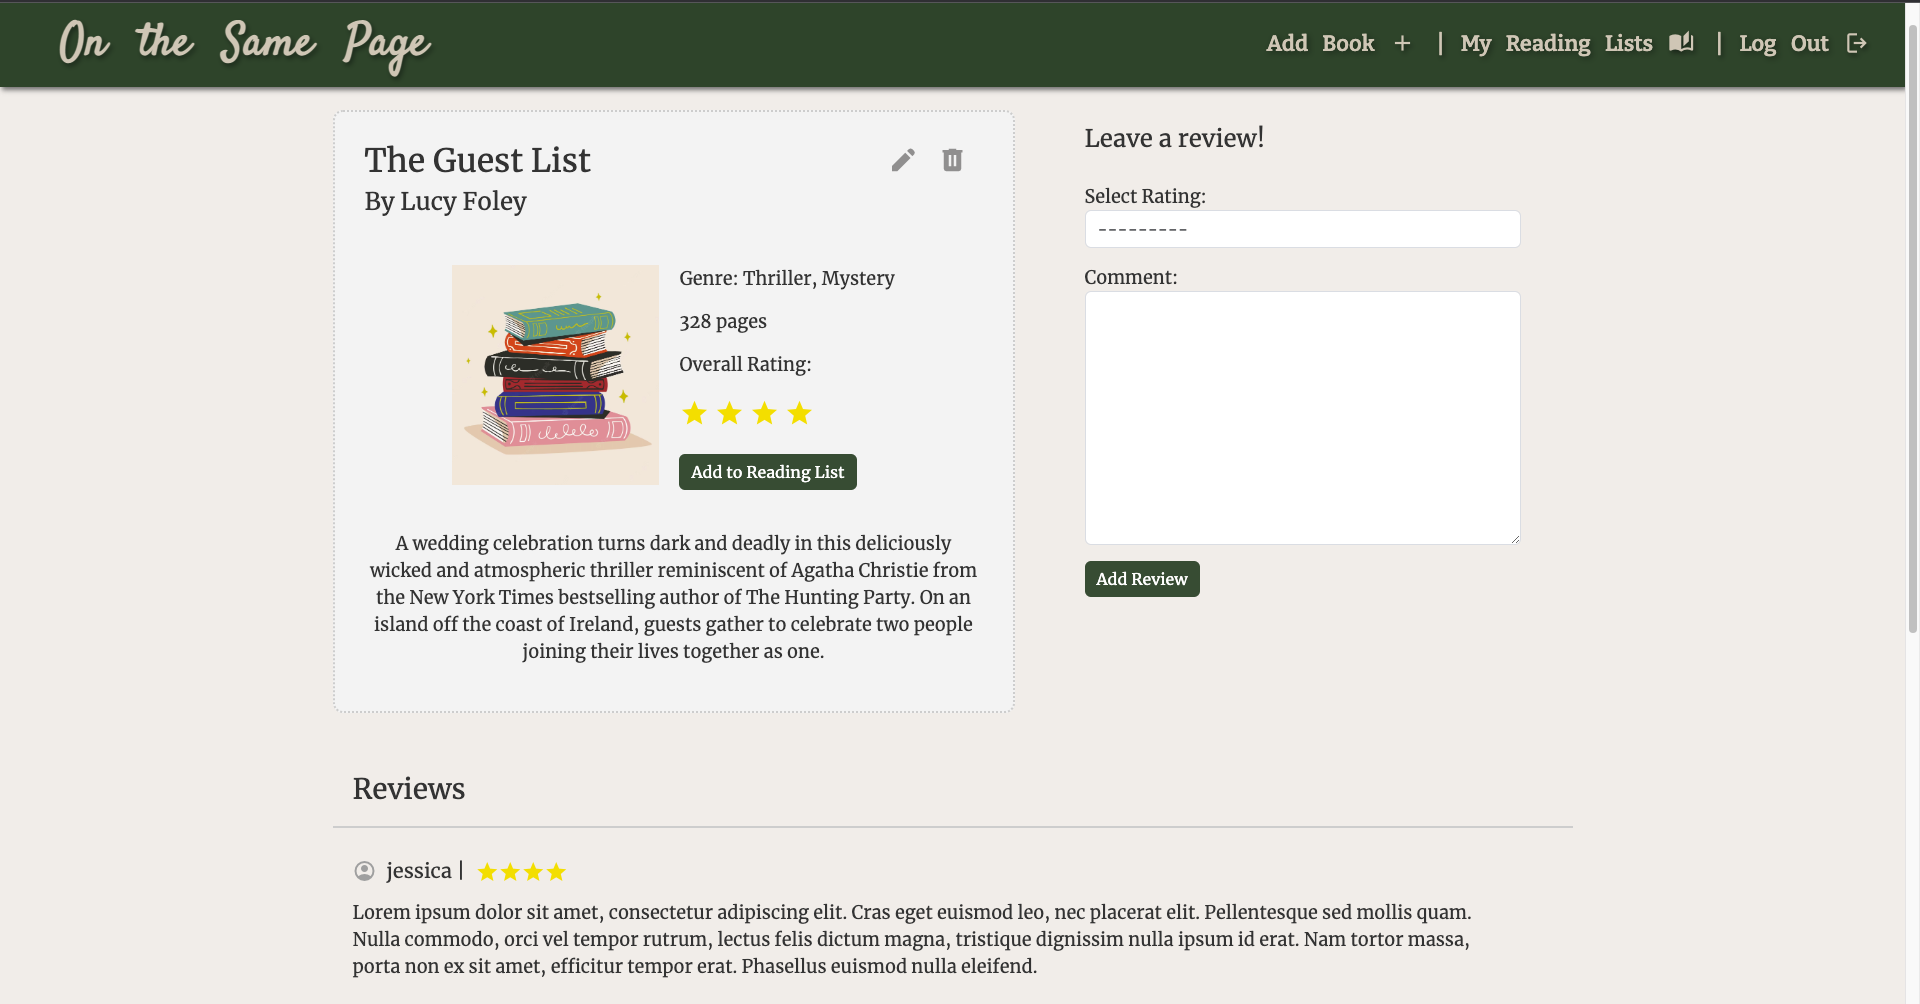 On the Same Page
Add Book + | My Reading Lists | Log Out
The Guest List
By Lucy Foley
Genre: Thriller, Mystery
328 pages
Overall Rating:
Add to Reading List
A wedding celebration turns dark and deadly in this deliciously
wicked and atmospheric thriller reminiscent of Agatha Christie from
the New York Times bestselling author of The Hunting Party. On an
island off the coast of Ireland, guests gather to celebrate two people
joining their lives together as one.
Leave a review!
Select Rating:
---------
Comment:
Add Review
Reviews
jessica |
Lorem ipsum dolor sit amet, consectetur adipiscing elit. Cras eget euismod leo, nec placerat elit. Pellentesque sed mollis quam.
Nulla commodo, orci vel tempor rutrum, lectus felis dictum magna, tristique dignissim nulla ipsum id erat. Nam tortor massa,
porta non ex sit amet, efficitur tempor erat. Phasellus euismod nulla eleifend.